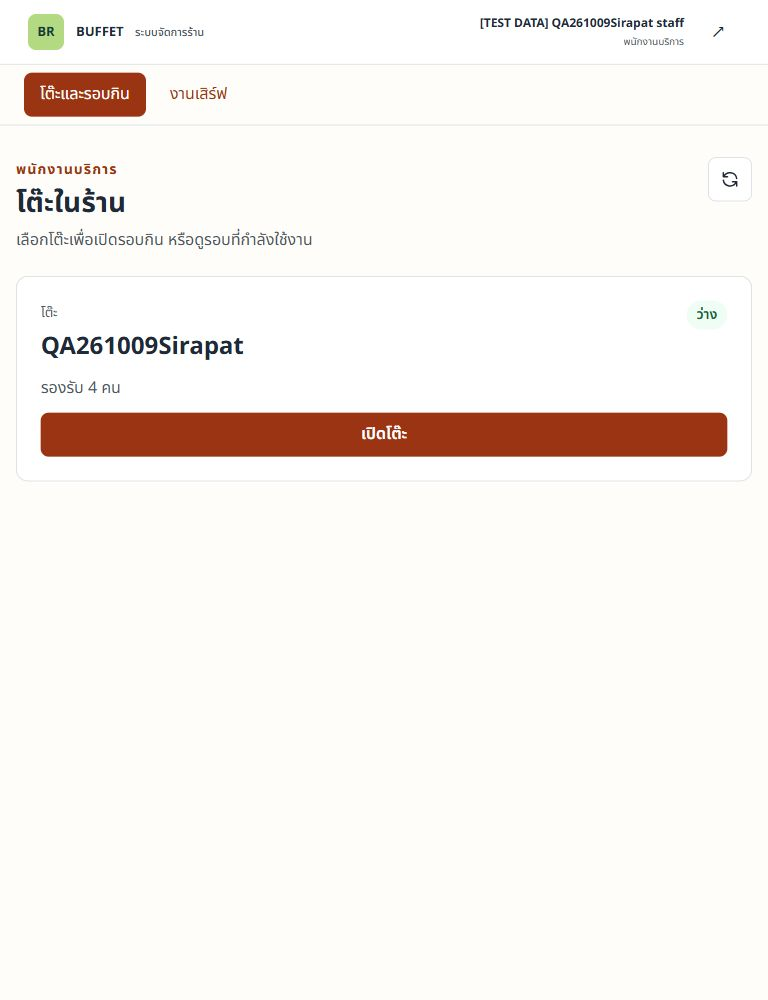 BR BUFFET ระบบจัดการร้าน
[TEST DATA] QA261009Sirapat staff
พนักงานบริการ
↗
โต๊ะและรอบกิน
งานเสิร์ฟ
พนักงานบริการ
โต๊ะในร้าน
เลือกโต๊ะเพื่อเปิดรอบกิน หรือดูรอบที่กำลังใช้งาน
โต๊ะ
ว่าง
QA261009Sirapat
รองรับ 4 คน
เปิดโต๊ะ